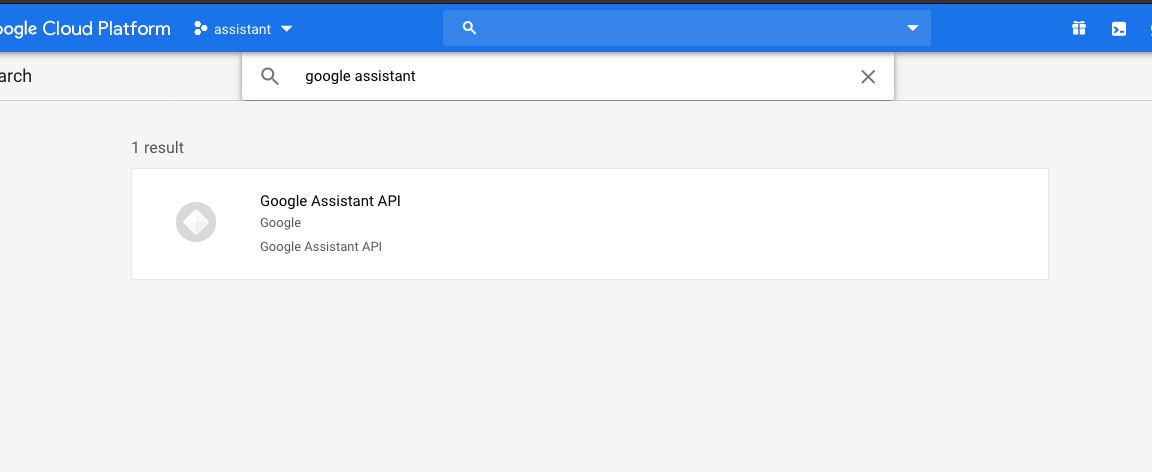 oogle Cloud Platform
assistant
arch
google assistant
1 result
Google Assistant API
Google
Google Assistant API